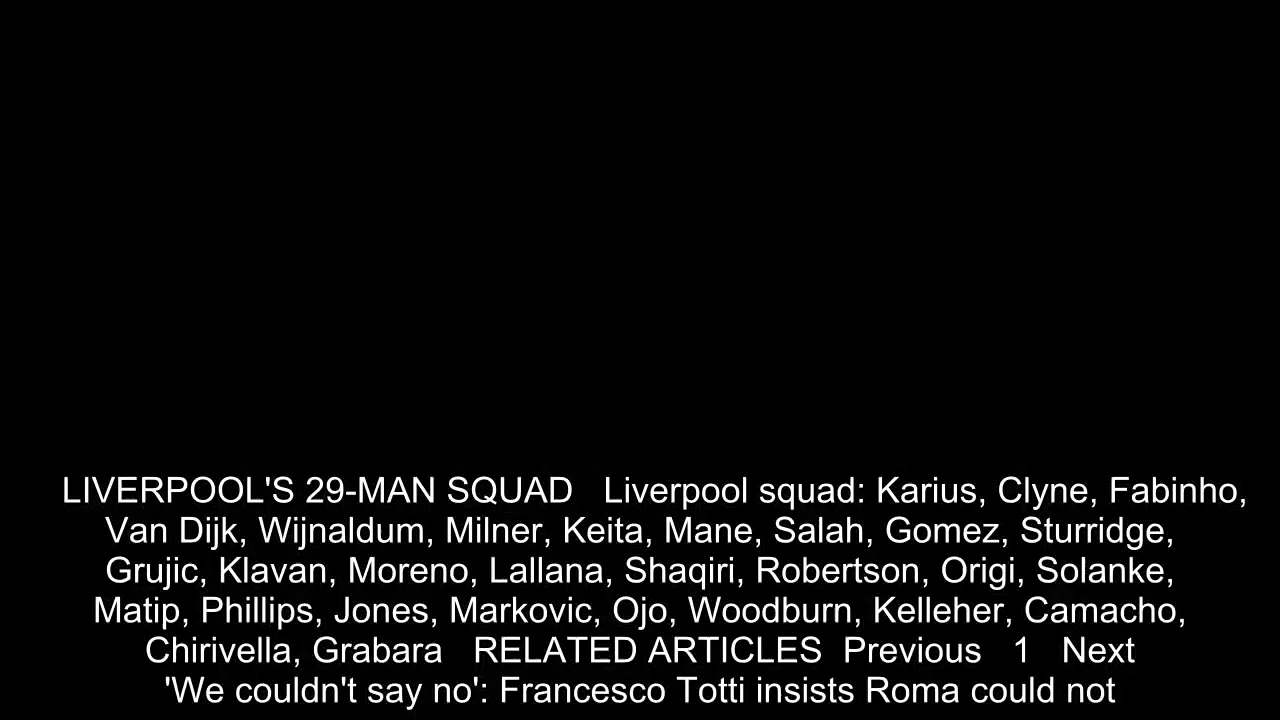 LIVERPOOL'S 29-MAN SQUAD   Liverpool squad: Karius, Clyne, Fabinho,
Van Dijk, Wijnaldum, Milner, Keita, Mane, Salah, Gomez, Sturridge,
Grujic, Klavan, Moreno, Lallana, Shaqiri, Robertson, Origi, Solanke,
Matip, Phillips, Jones, Markovic, Ojo, Woodburn, Kelleher, Camacho,
Chirivella, Grabara   RELATED ARTICLES  Previous   1   Next
'We couldn't say no': Francesco Totti insists Roma could not